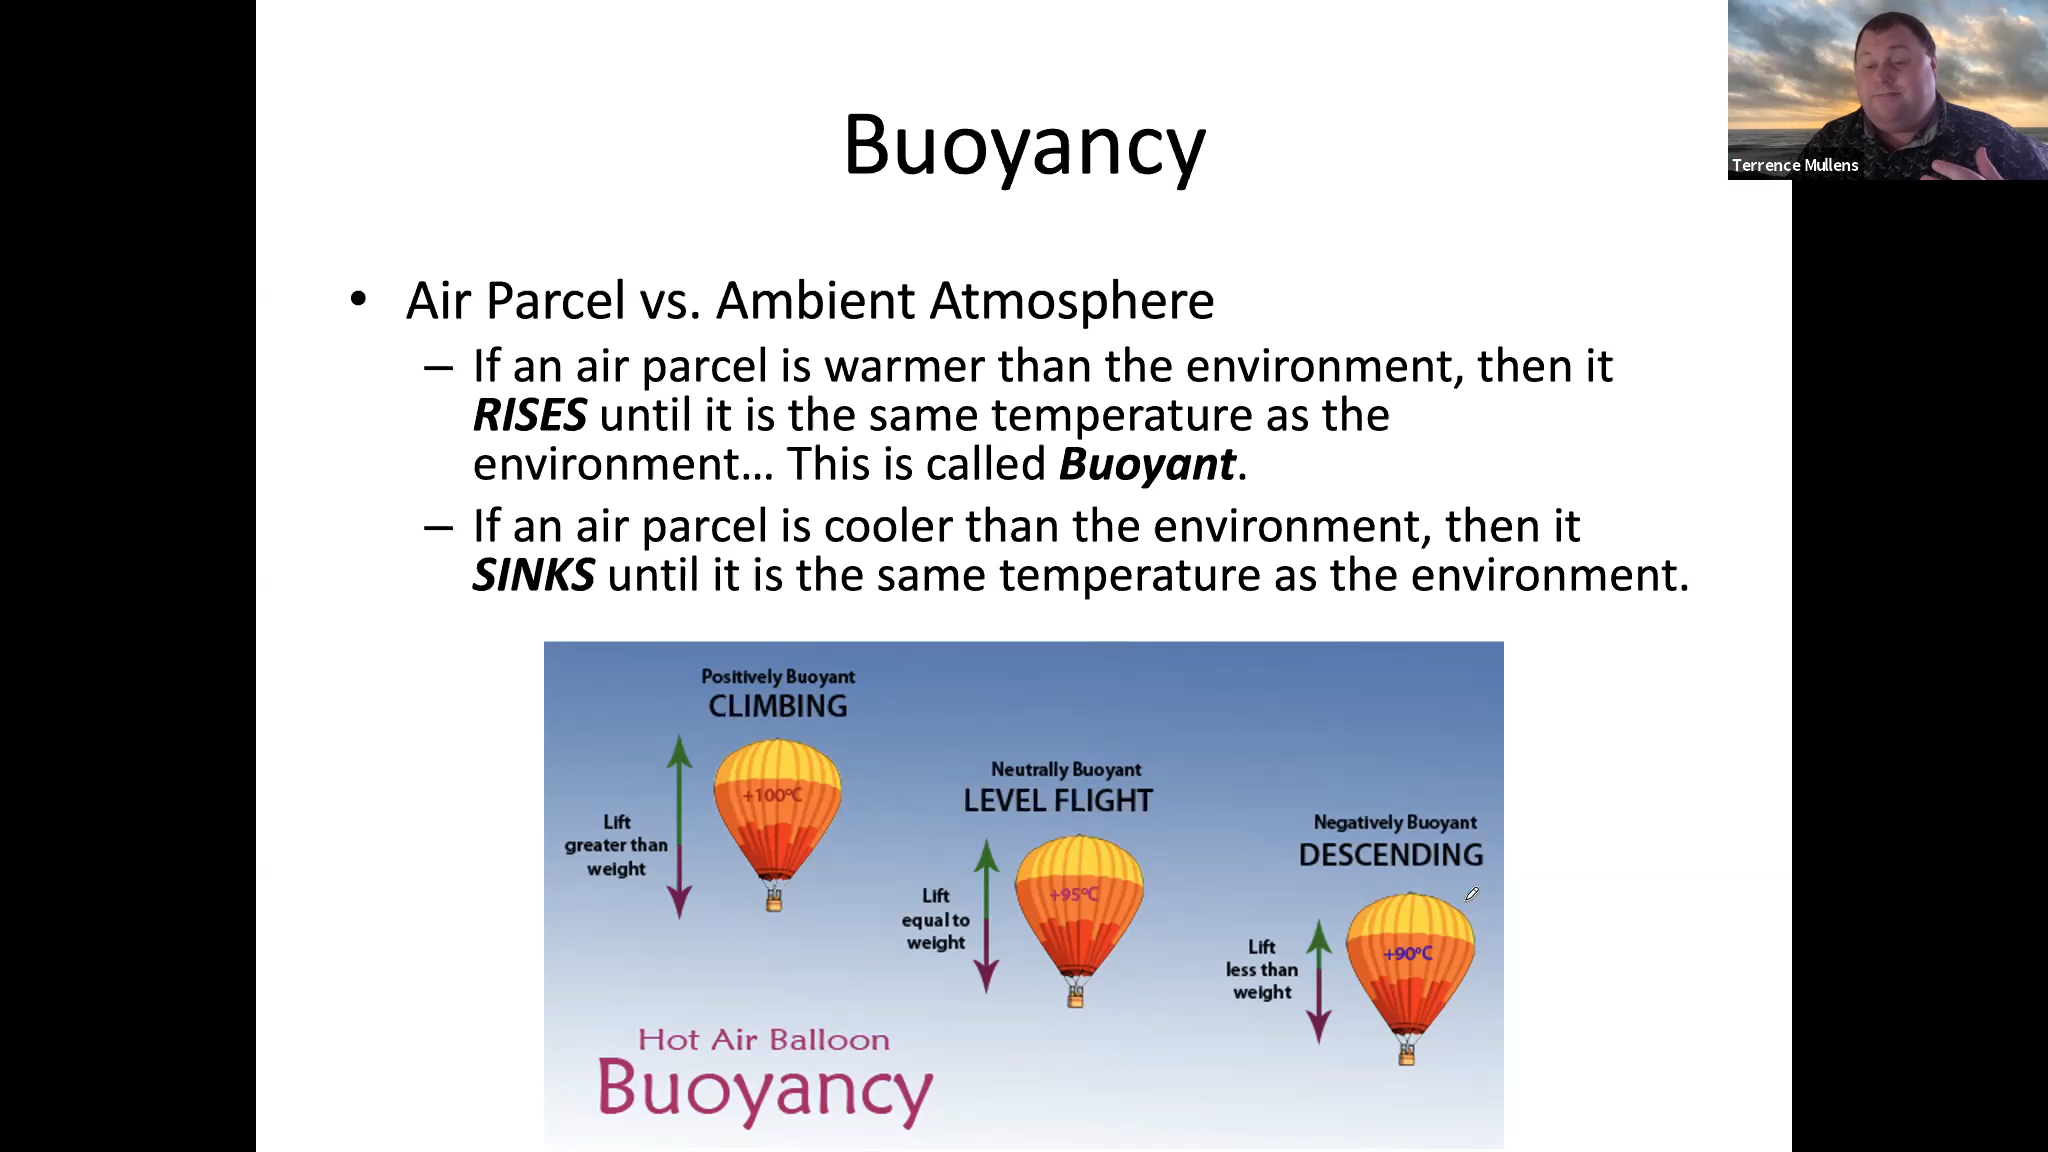 Buoyancy
Terrence Mullens
• Air Parcel vs. Ambient Atmosphere
– If an air parcel is warmer than the environment, then it
RISES until it is the same temperature as the
environment... This is called Buoyant.
– If an air parcel is cooler than the environment, then it
SINKS until it is the same temperature as the environment.
Positively Buoyant
CLIMBING
+100°C
Lift
greater than
weight
Neutrally Buoyant
LEVEL FLIGHT
+95°C
Lift
equal to
weight
Negatively Buoyant
DESCENDING
+90°C
Lift
less than
weight
Hot Air Balloon
Buoyancy